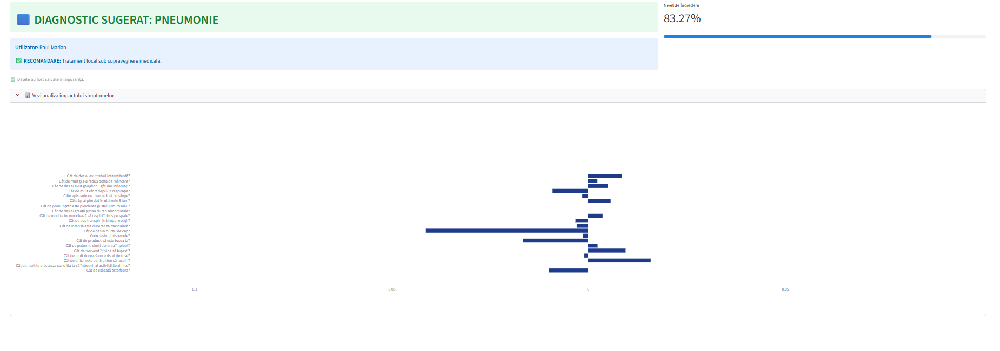 DIAGNOSTIC SUGERAT: PNEUMONIE
Nivel de Încredere
83.27%
Utilizator: Raul Marian
RECOMANDARE: Tratament local sub supraveghere medicală.
Datele au fost salvate în siguranță.
Vezi analiza impactului simptomelor
Cât de des ai avut febră intermitentă?
Cât de mult ți s-a redus pofta de mâncare?
Cât de des ai avut ganglionii gâtului inflamați?
Cât de mult efort depui la respirație?
Câte episoade de tuse au fost cu sânge?
Câte kg ai pierdut în ultimele 3 luni?
Cât de pronunțată este pierderea gustului/mirosului?
Cât de des ai greață și/sau dureri abdominale?
Cât de mult te incomodează să respiri întins pe spate?
Cât de des transpiri în timpul nopții?
Cât de intensă este durerea ta musculară?
Cât de des ai dureri de cap?
Cum resimți frisoanele?
Cât de productivă este tusea ta?
Cât de puternic simți durerea în piept?
Cât de frecvent îți vine să tușești?
Cât de mult durează un episod de tuse?
Cât de dificil este pentru tine să respiri?
Cât de mult te afecteaza conditia ta să întreprinzi activitățile zilnice?
Cât de ridicată este febra?
−0.1
−0.05
0
0.05